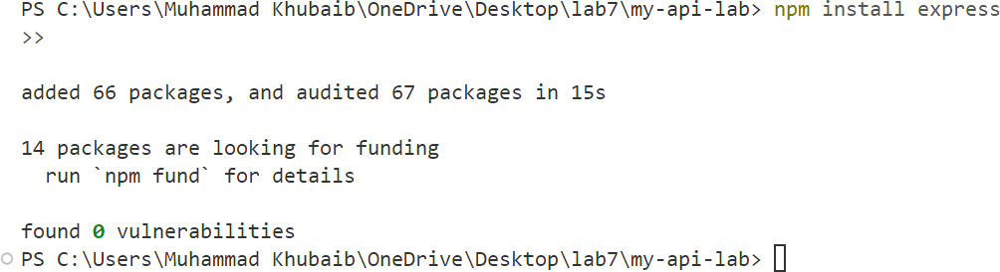 PS C:\Users\Muhammad Khubaib\OneDrive\Desktop\lab7\my-api-lab> npm install express
>>
added 66 packages, and audited 67 packages in 15s
14 packages are looking for funding
  run `npm fund` for details
found 0 vulnerabilities
PS C:\Users\Muhammad Khubaib\OneDrive\Desktop\lab7\my-api-lab>